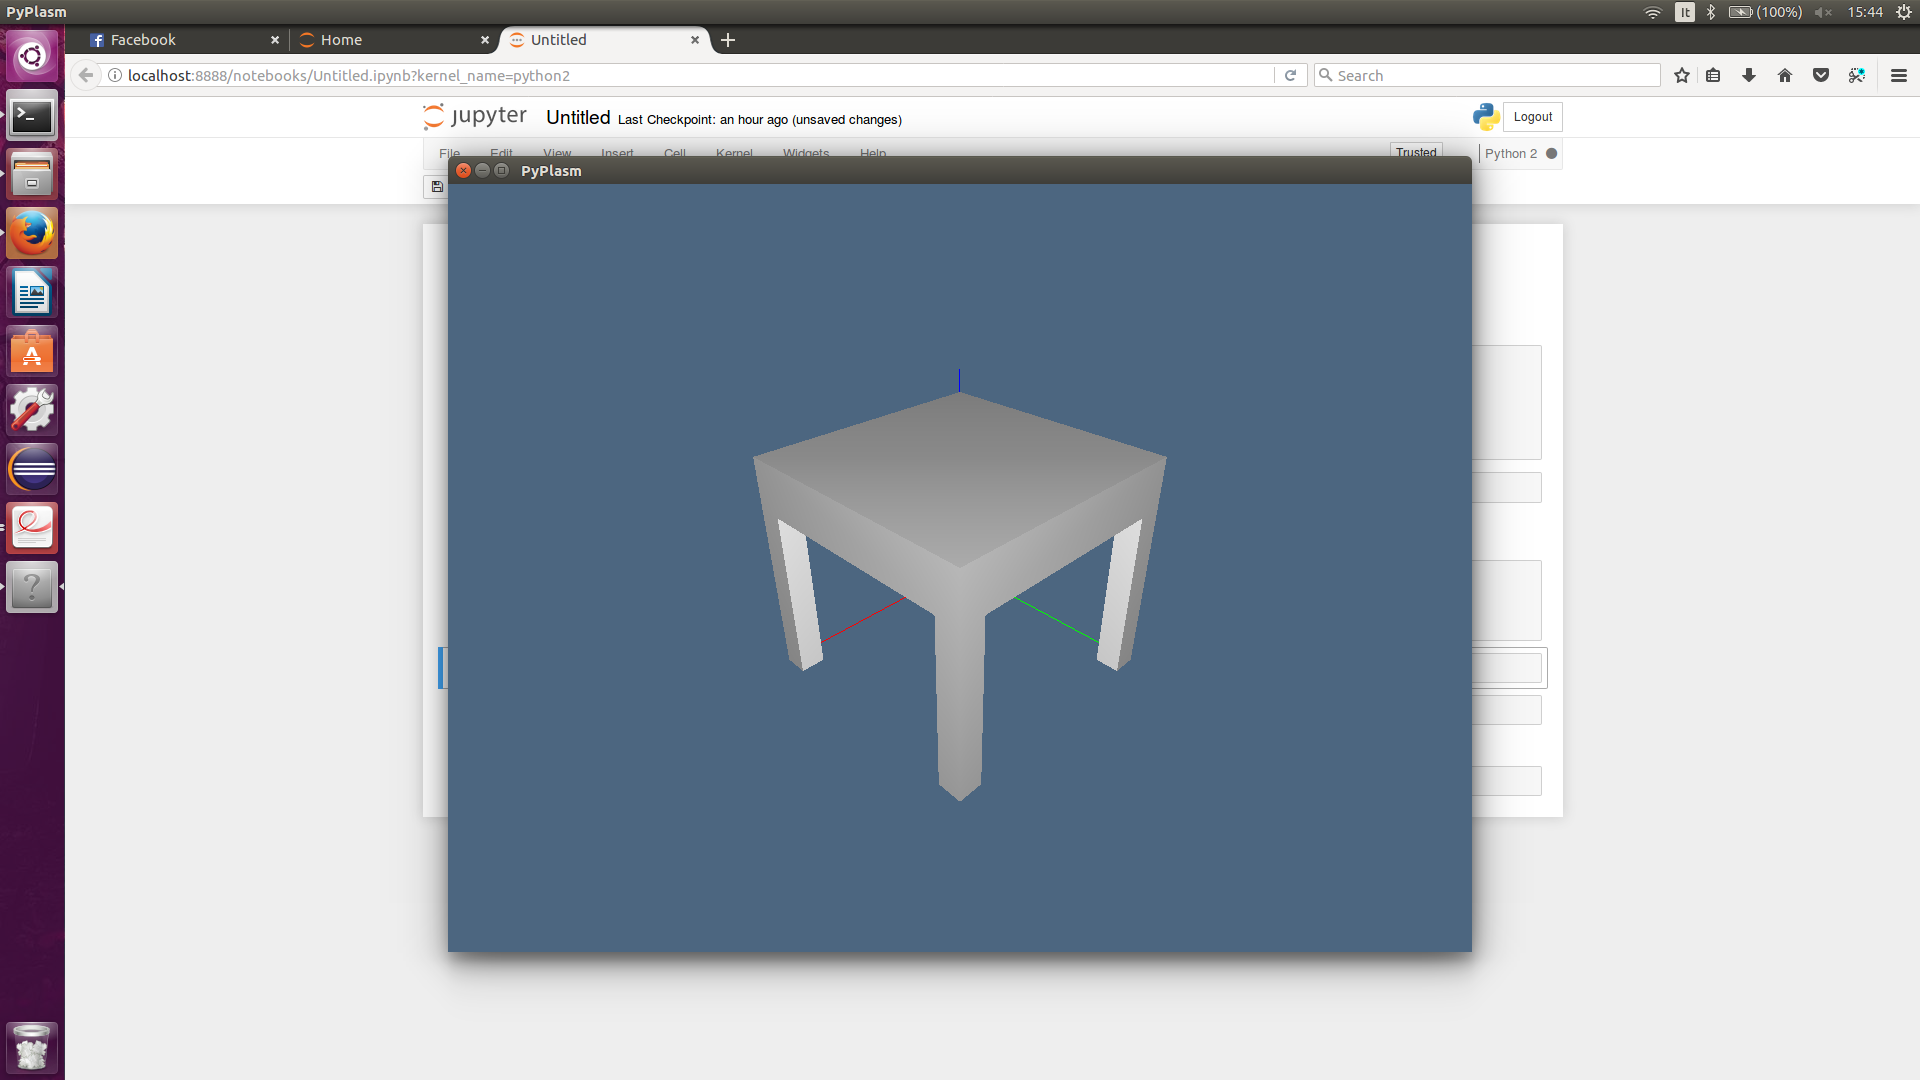 PyPlasm
It
(100%)
15:44
Facebook
Home
Untitled
localhost:8888/notebooks/Untitled.ipynb?kernel_name=python2
Search
jupyter
Untitled
Last Checkpoint: an hour ago (unsaved changes)
Logout
File
Edit
View
Insert
Cell
Kernel
Widgets
Help
Trusted
Python 2
PyPlasm